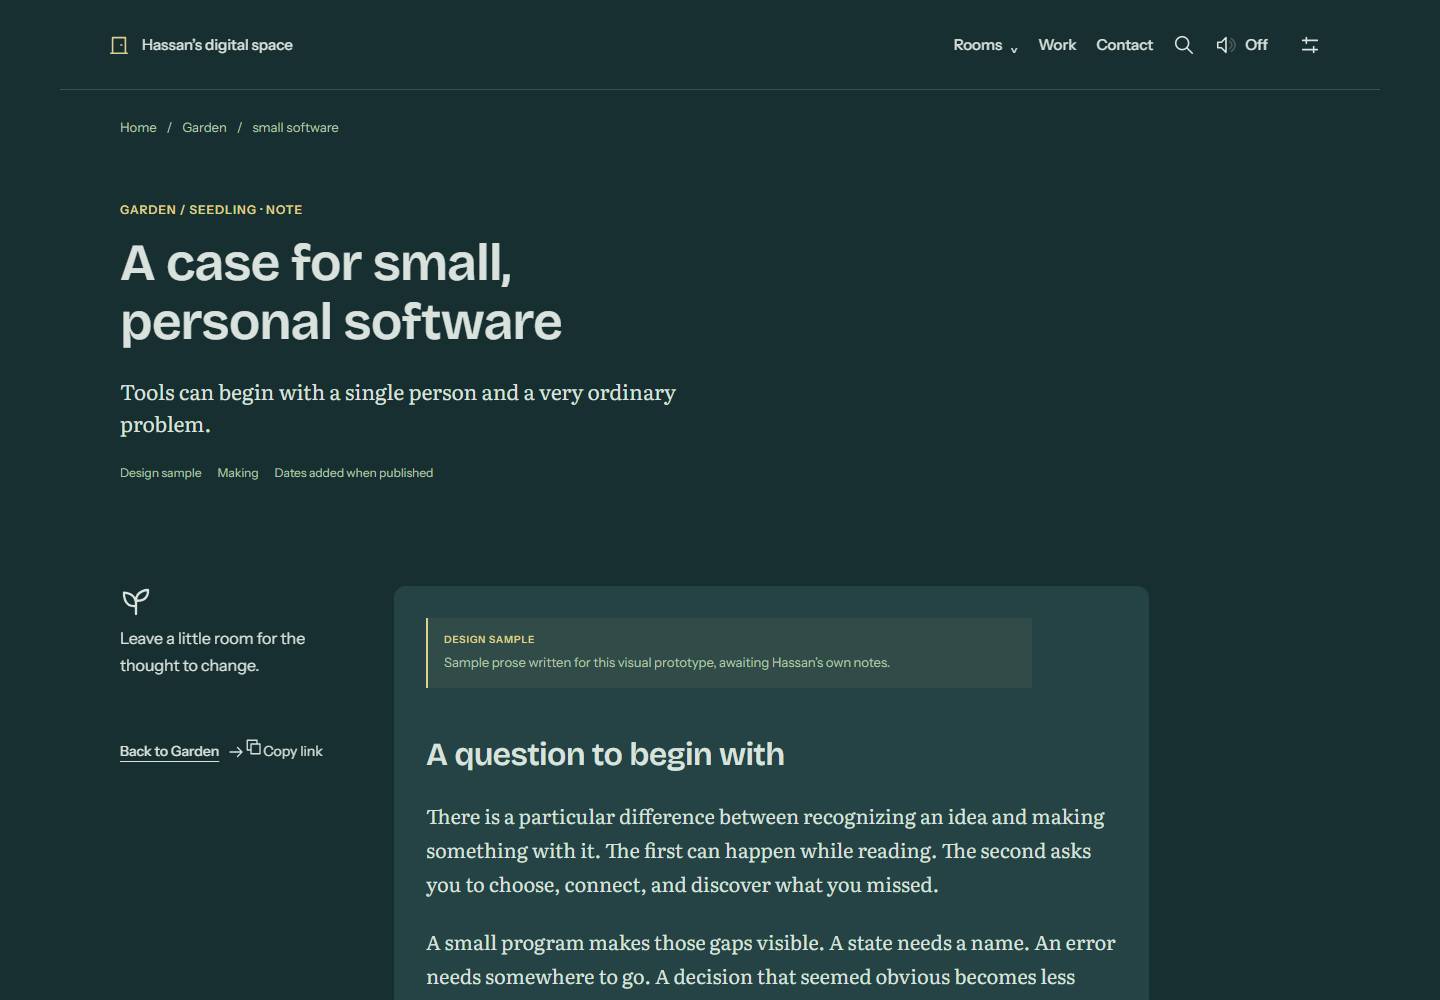 Hassan’s digital space
Rooms Work Contact Off
Home / Garden / small software
GARDEN / SEEDLING · NOTE
A case for small,
personal software
Tools can begin with a single person and a very ordinary
problem.
Design sample Making Dates added when published
Leave a little room for the
thought to change.
Back to Garden → Copy link
DESIGN SAMPLE
Sample prose written for this visual prototype, awaiting Hassan’s own notes.
A question to begin with
There is a particular difference between recognizing an idea and making
something with it. The first can happen while reading. The second asks
you to choose, connect, and discover what you missed.
A small program makes those gaps visible. A state needs a name. An error
needs somewhere to go. A decision that seemed obvious becomes less